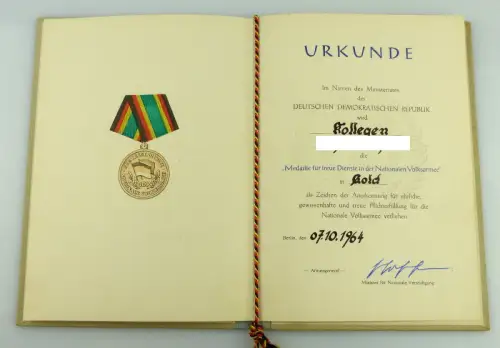 URKUNDE
Im Namen des Ministerrates
der
DEUTSCHEN DEMOKRATISCHEN REPUBLIK
wird
Kollegen
die
"Medaille für treue Dienste in der Nationalen Volksarmee"
in Gold
als Zeichen der Anerkennung für ehrliche,
gewissenhafte und treue Pflichterfüllung für die
Nationale Volksarmee verliehen.
Berlin, den 07.10.1964
Minister für Nationale Verteidigung